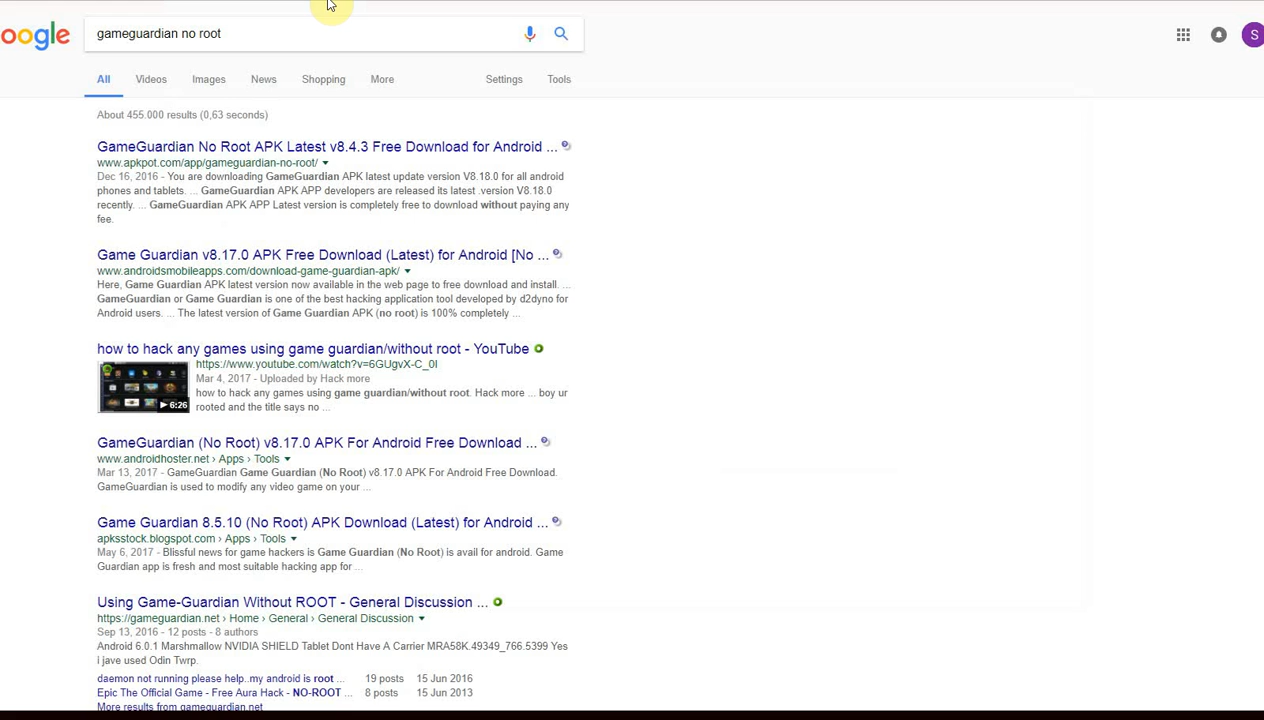 oogle
gameguardian no root
S
All Videos Images News Shopping More Settings Tools
About 455.000 results (0,63 seconds)
GameGuardian No Root APK Latest v8.4.3 Free Download for Android ...
www.apkpot.com/app/gameguardian-no-root/
Dec 16, 2016 - You are downloading GameGuardian APK latest update version V8.18.0 for all android
phones and tablets. ... GameGuardian APK APP developers are released its latest .version V8.18.0
recently. ... GameGuardian APK APP Latest version is completely free to download without paying any
fee.
Game Guardian v8.17.0 APK Free Download (Latest) for Android [No ...
www.androidsmobileapps.com/download-game-guardian-apk/
Here, Game Guardian APK latest version now available in the web page to free download and install. ...
GameGuardian or Game Guardian is one of the best hacking application tool developed by d2dyno for
Android users. ... The latest version of Game Guardian APK (no root) is 100% completely ...
how to hack any games using game guardian/without root - YouTube
https://www.youtube.com/watch?v=6GUgvX-C_0I
Mar 4, 2017 - Uploaded by Hack more
how to hack any games using game guardian/without root. Hack more ... boy ur
6:26
rooted and the title says no ...
GameGuardian (No Root) v8.17.0 APK For Android Free Download ...
www.androidhoster.net › Apps › Tools
Mar 13, 2017 - GameGuardian Game Guardian (No Root) v8.17.0 APK For Android Free Download.
GameGuardian is used to modify any video game on your ...
Game Guardian 8.5.10 (No Root) APK Download (Latest) for Android ...
apksstock.blogspot.com › Apps › Tools
May 6, 2017 - Blissful news for game hackers is Game Guardian (No Root) is avail for android. Game
Guardian app is fresh and most suitable hacking app for ...
Using Game-Guardian Without ROOT - General Discussion ...
https://gameguardian.net › Home › General › General Discussion
Sep 13, 2016 - 12 posts - 8 authors
Android 6.0.1 Marshmallow NVIDIA SHIELD Tablet Dont Have A Carrier MRA58K.49349_766.5399 Yes
i jave used Odin Twrp.
daemon not running please help..my android is root ... 19 posts 15 Jun 2016
Epic The Official Game - Free Aura Hack - NO-ROOT ... 8 posts 15 Jun 2013
More results from gameguardian.net